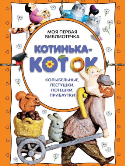 МОЯ ПЕРВАЯ БИБЛИОТЕЧКА
КОТИНЬКА-
КОТОК
КОЛЫБЕЛЬНЫЕ,
ПЕСТУШКИ,
ПОТЕШКИ,
ПРИБАУТКИ